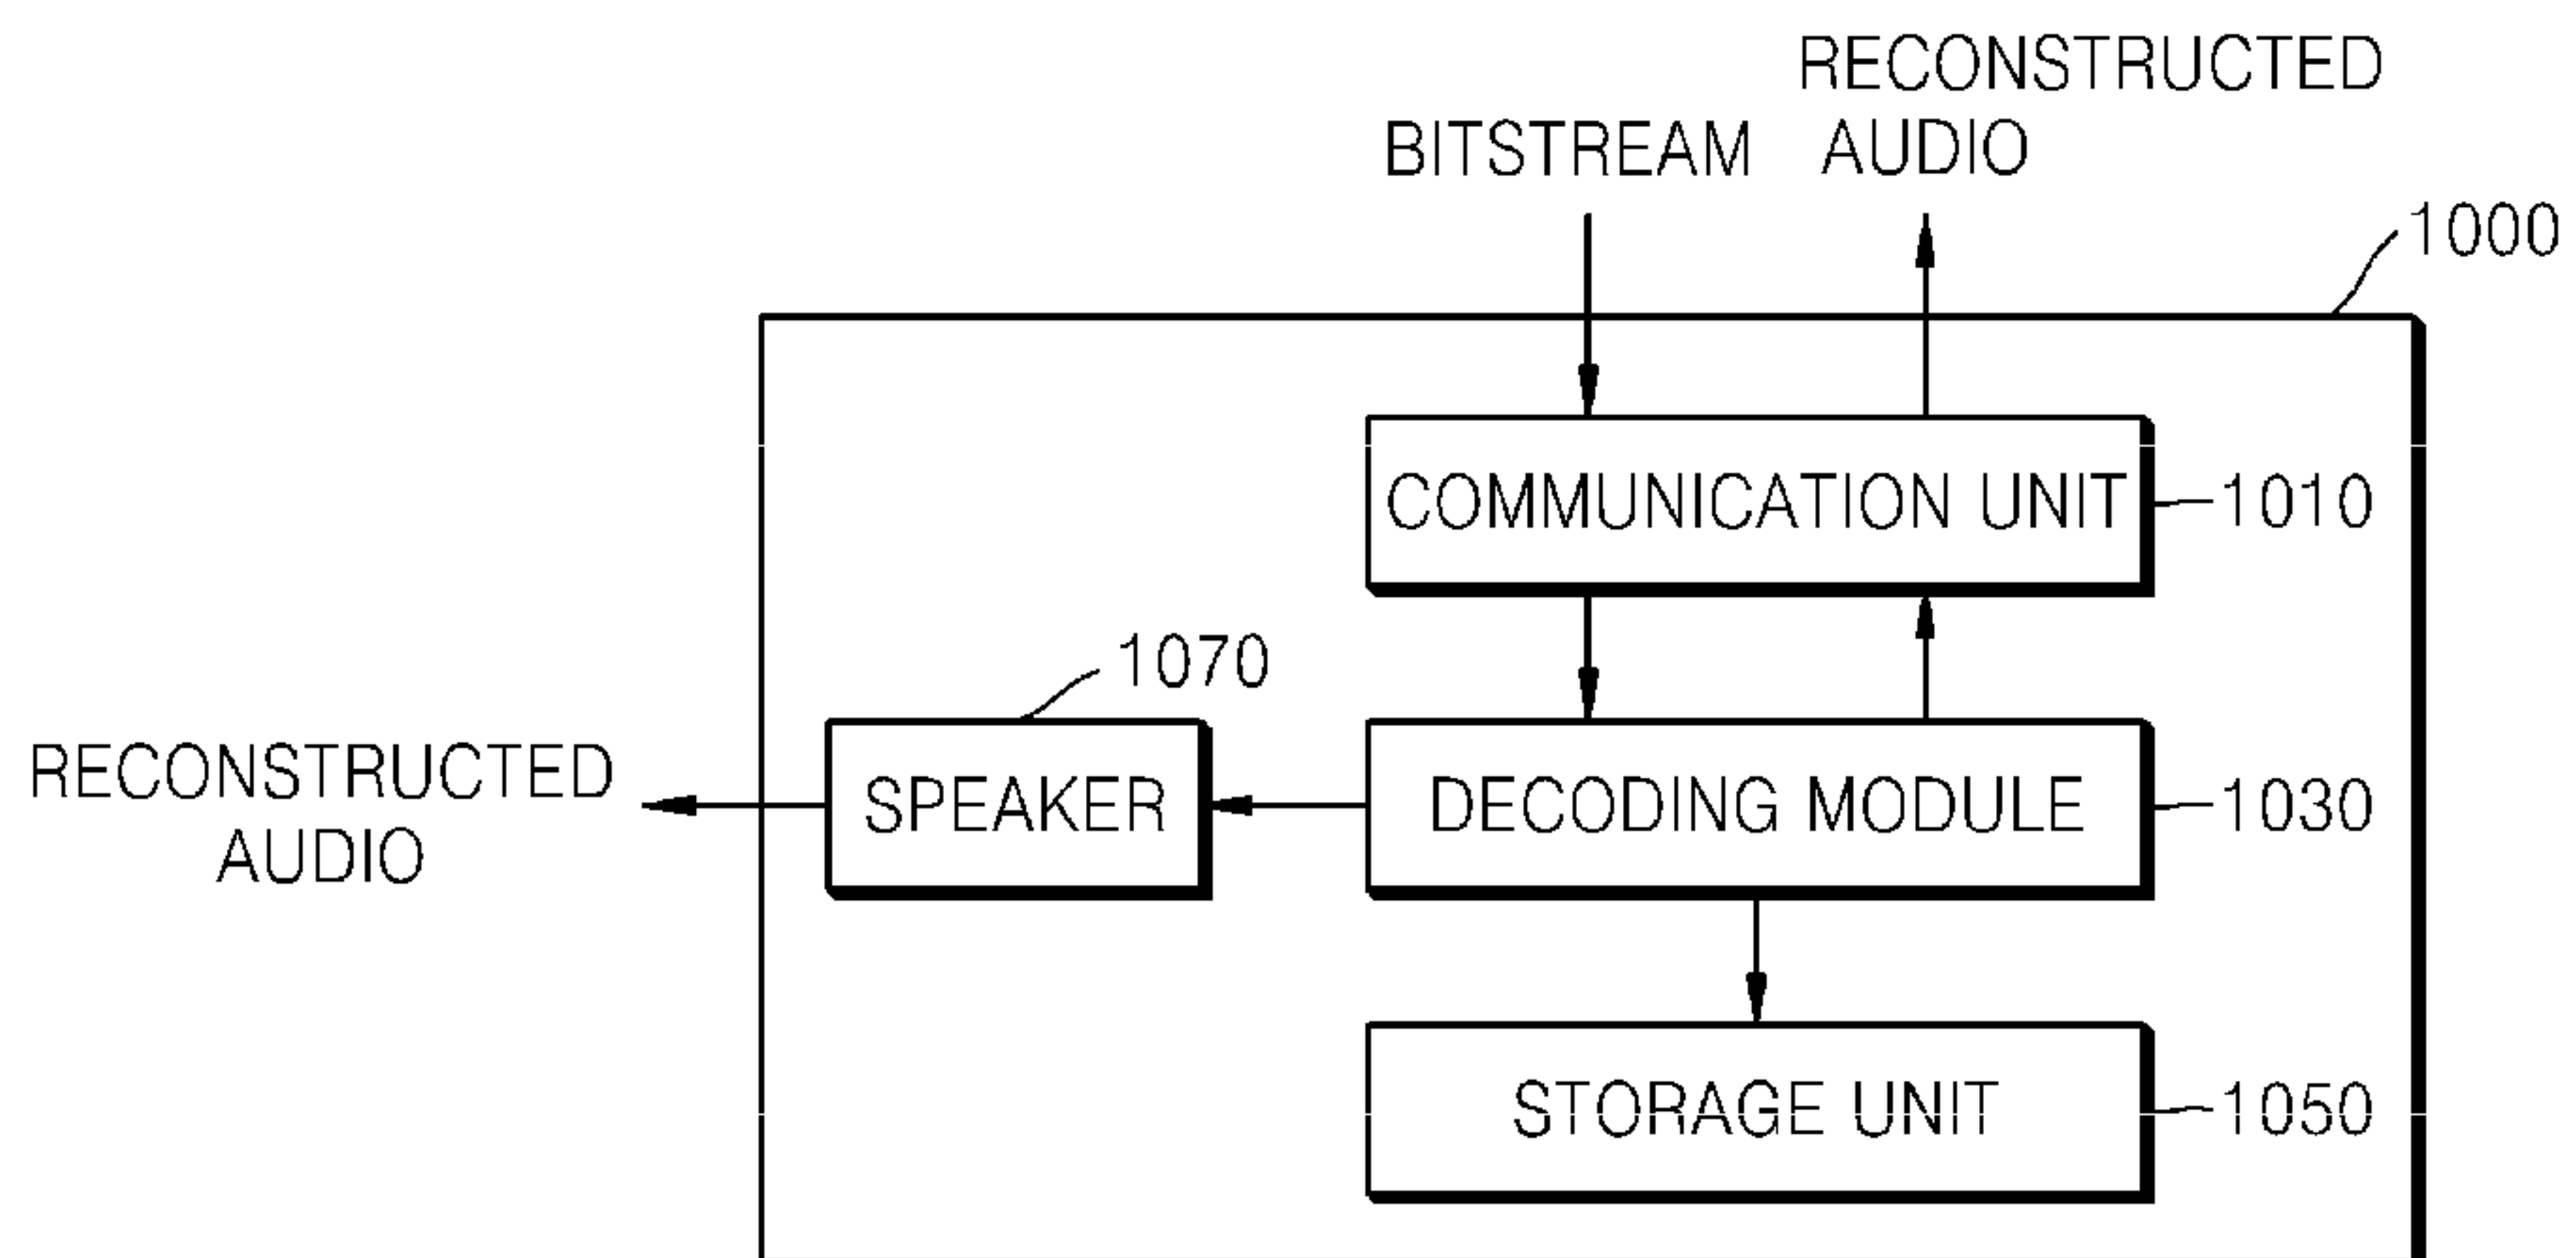 RECONSTRUCTED
BITSTREAM AUDIO
1000
COMMUNICATION UNIT 1010
1070
RECONSTRUCTED
AUDIO
SPEAKER
DECODING MODULE 1030
STORAGE UNIT 1050